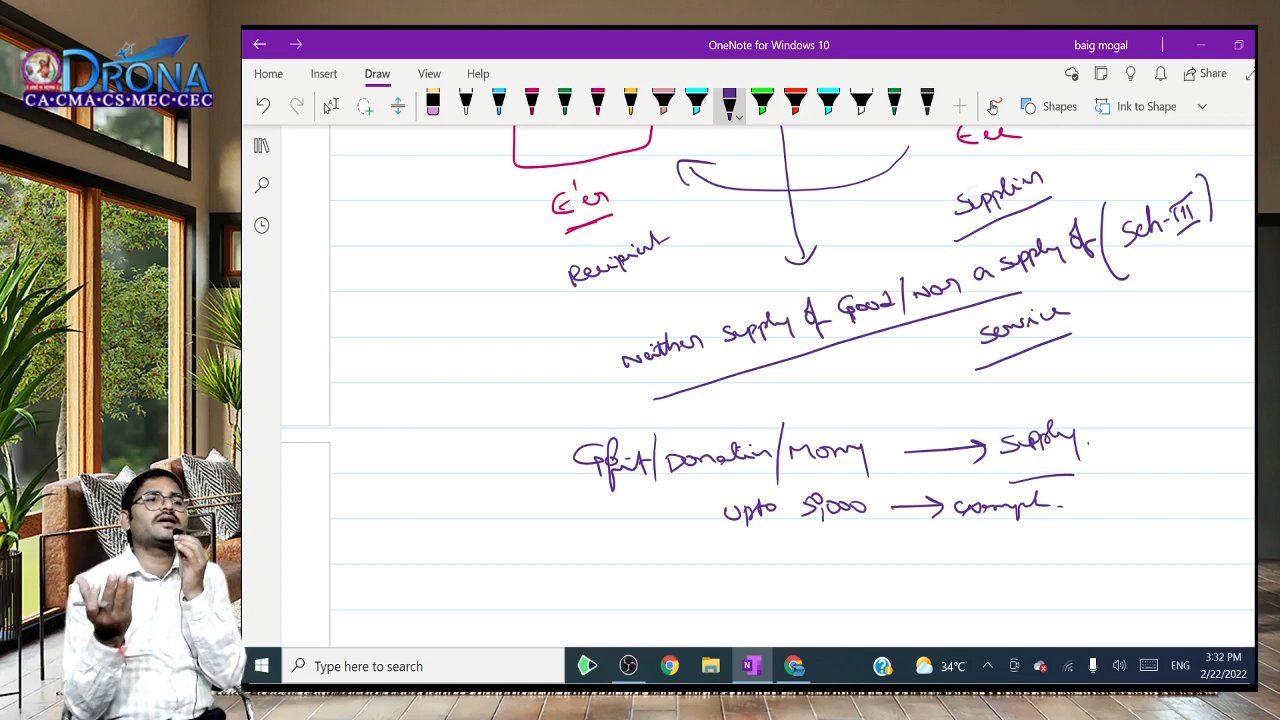 DRONA
CA•CMA•CS•MEC•CEC
OneNote for Windows 10
baig mogal
Home Insert Draw View Help
Share
Shapes
Ink to Shape
E'er
Eee
Recipient
Supplier
Neither supply of Good/Nor a supply of (Sch-III)
service
Gift/Donation/Money → supply.
upto 50,000 →
Type here to search
34°C
ENG
3:32 PM
2/22/2022